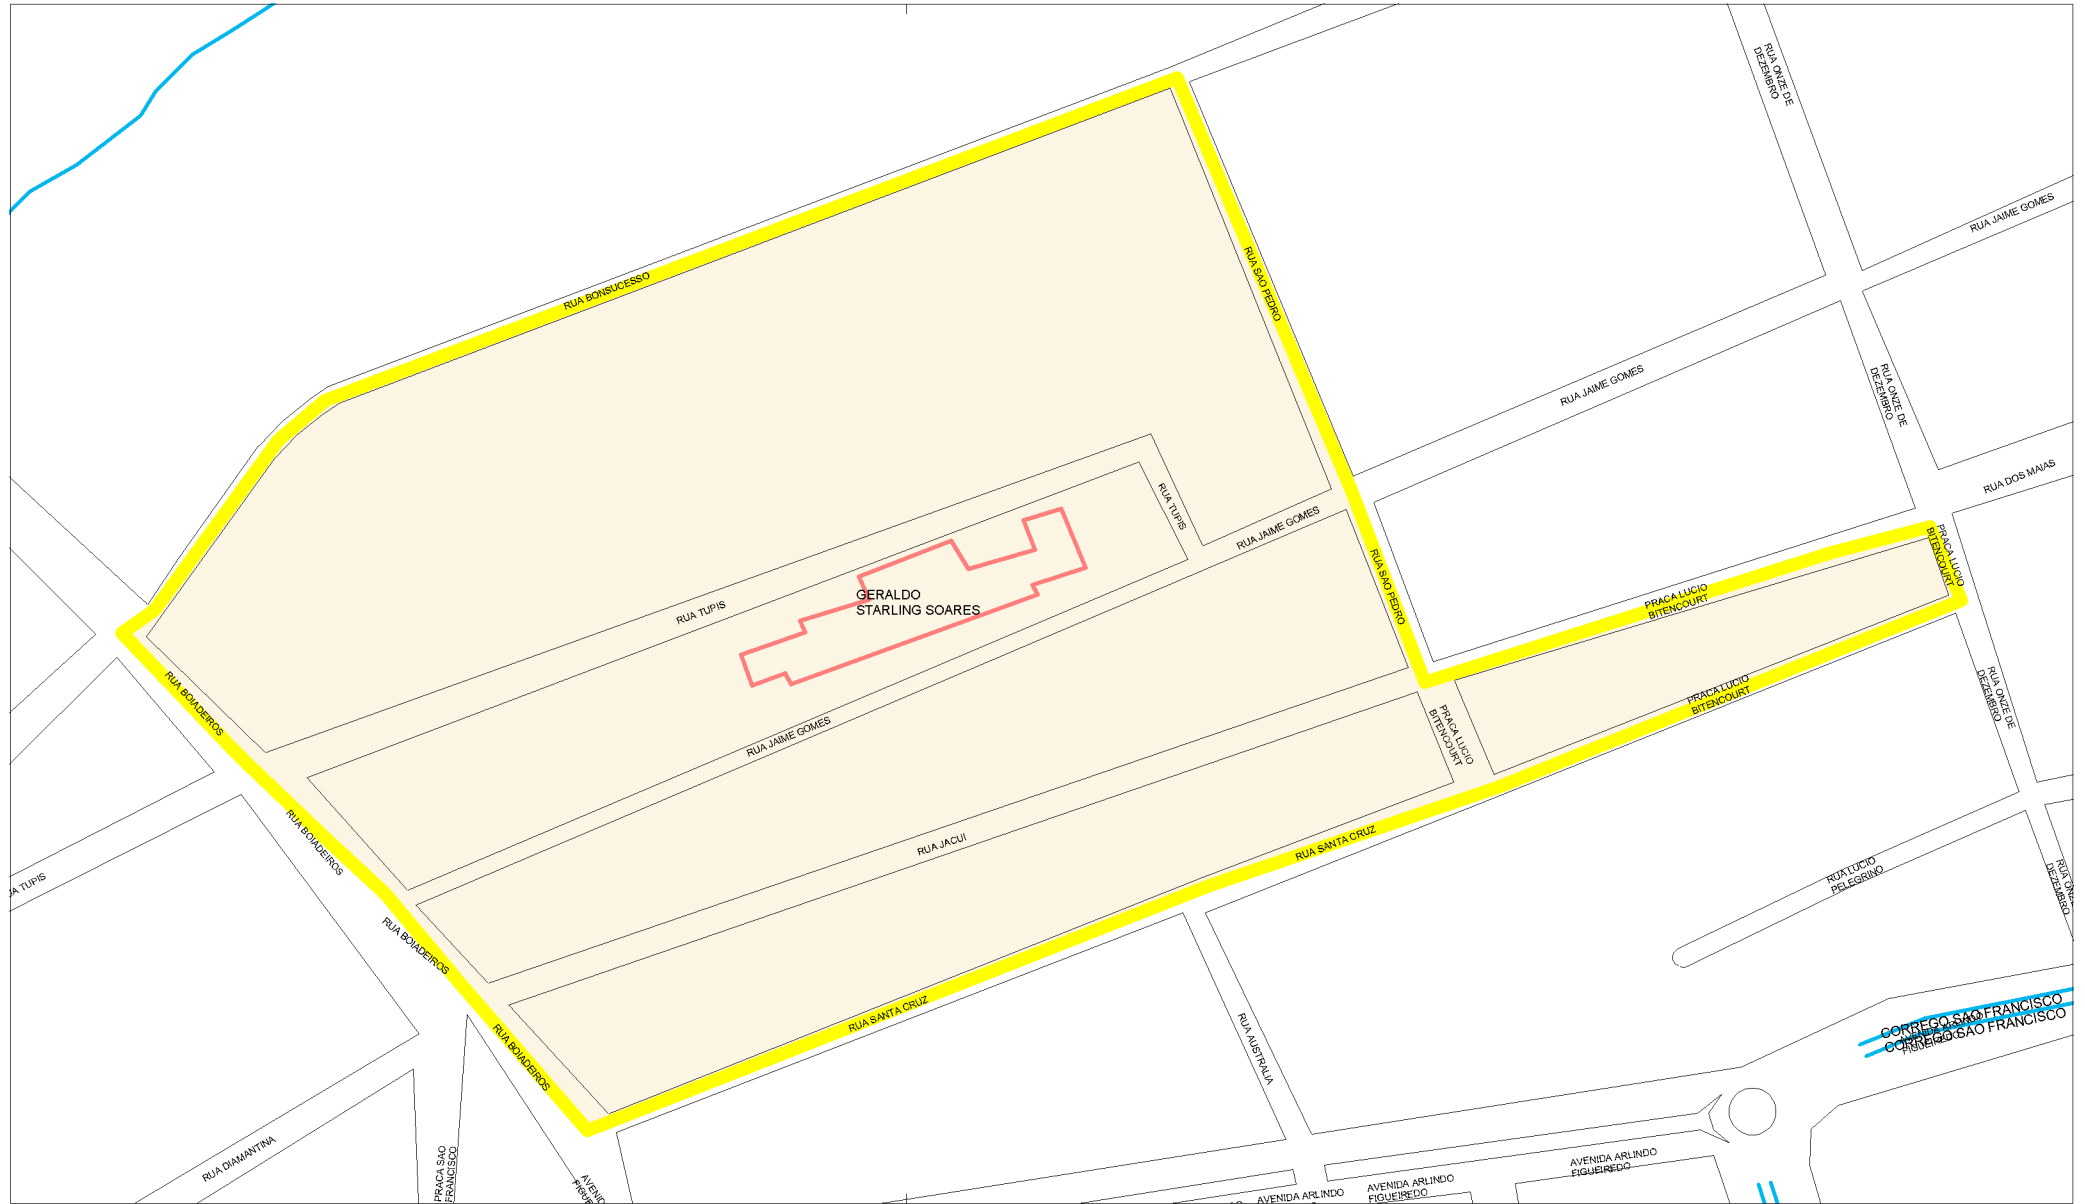 RUA ONZE DE
DEZEMBRO
RUA JAIME GOMES
RUA BONSUCESSO
RUA SAO PEDRO
RUA JAIME GOMES
RUA ONZE DE
DEZEMBRO
RUA DOS MAIAS
RUA TUPIS
RUA JAIME GOMES
PRACA LUCIO
BITENCOURT
RUA SAO PEDRO
GERALDO
STARLING SOARES
RUA TUPIS
PRACA LUCIO
BITENCOURT
RUA BOIADEIROS
PRACA LUCIO
BITENCOURT
RUA ONZE DE
DEZEMBRO
RUA JAIME GOMES
PRACA LUCIO
BITENCOURT
RUA BOIADEIROS
RUA JACUI
RUA SANTA CRUZ
RUA LUCIO
PELEGRINO
TUPIS
DEZEMBRO
RUA BOIADEIROS
RUA SANTA CRUZ
RUA BOIADEIROS
RUA AUSTRALIA
CORREGO SAO FRANCISCO
CORREGO SAO FRANCISCO
RUA DIAMANTINA
PRACA SAO
FRANCISCO
AVENIDA ARLINDO
FIGUEIREDO
AVENIDA ARLINDO
FIGUEIREDO
AVENIDA ARLINDO